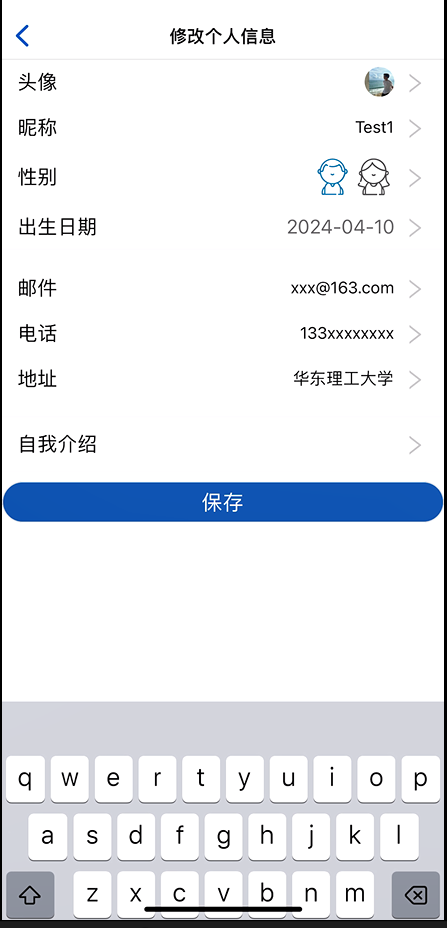 修改个人信息
头像
昵称 Test1
性别
出生日期 2024-04-10
邮件 xxx@163.com
电话 133xxxxxxxx
地址 华东理工大学
自我介绍
保存
q w e r t y u i o p
a s d f g h j k l
z x c v b n m